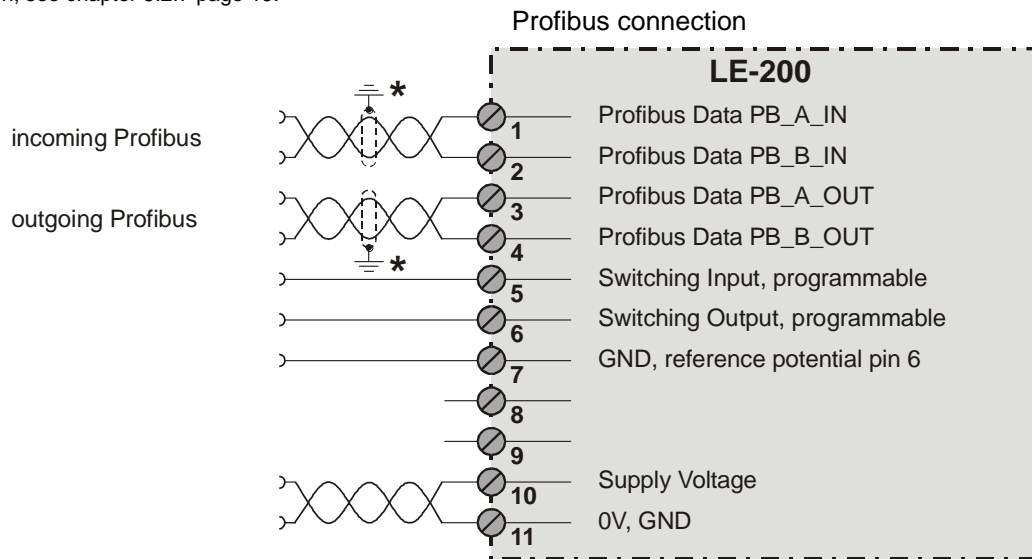 Profibus connection
LE-200
*
incoming Profibus
1 Profibus Data PB_A_IN
2 Profibus Data PB_B_IN
outgoing Profibus
3 Profibus Data PB_A_OUT
4 Profibus Data PB_B_OUT
*
5 Switching Input, programmable
6 Switching Output, programmable
7 GND, reference potential pin 6
8
9
10 Supply Voltage
11 0V, GND